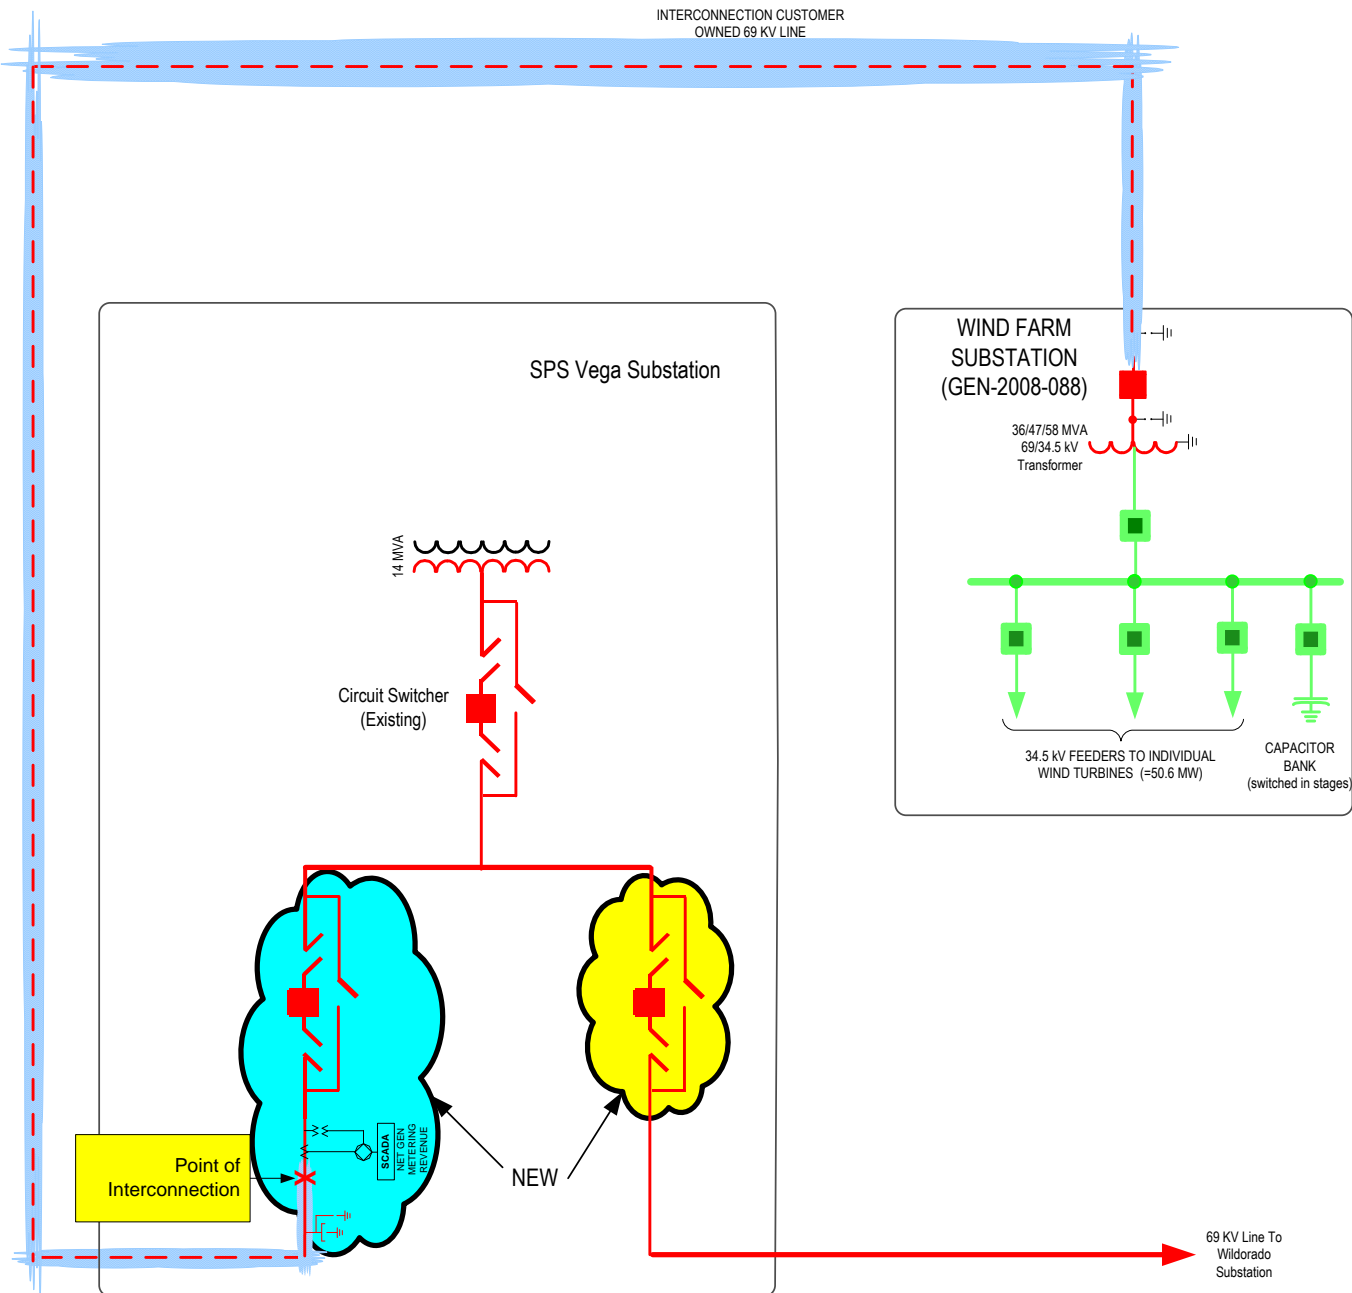 INTERCONNECTION CUSTOMER
OWNED 69 KV LINE
SPS Vega Substation
WIND FARM
SUBSTATION
(GEN-2008-088)
36/47/58 MVA
69/34.5 kV
Transformer
14 MVA
Circuit Switcher
(Existing)
34.5 kV FEEDERS TO INDIVIDUAL
WIND TURBINES (=50.6 MW)
CAPACITOR
BANK
(switched in stages)
SCADA
NET GEN
METERING
REVENUE
Point of
Interconnection
NEW
69 KV Line To
Wildorado
Substation